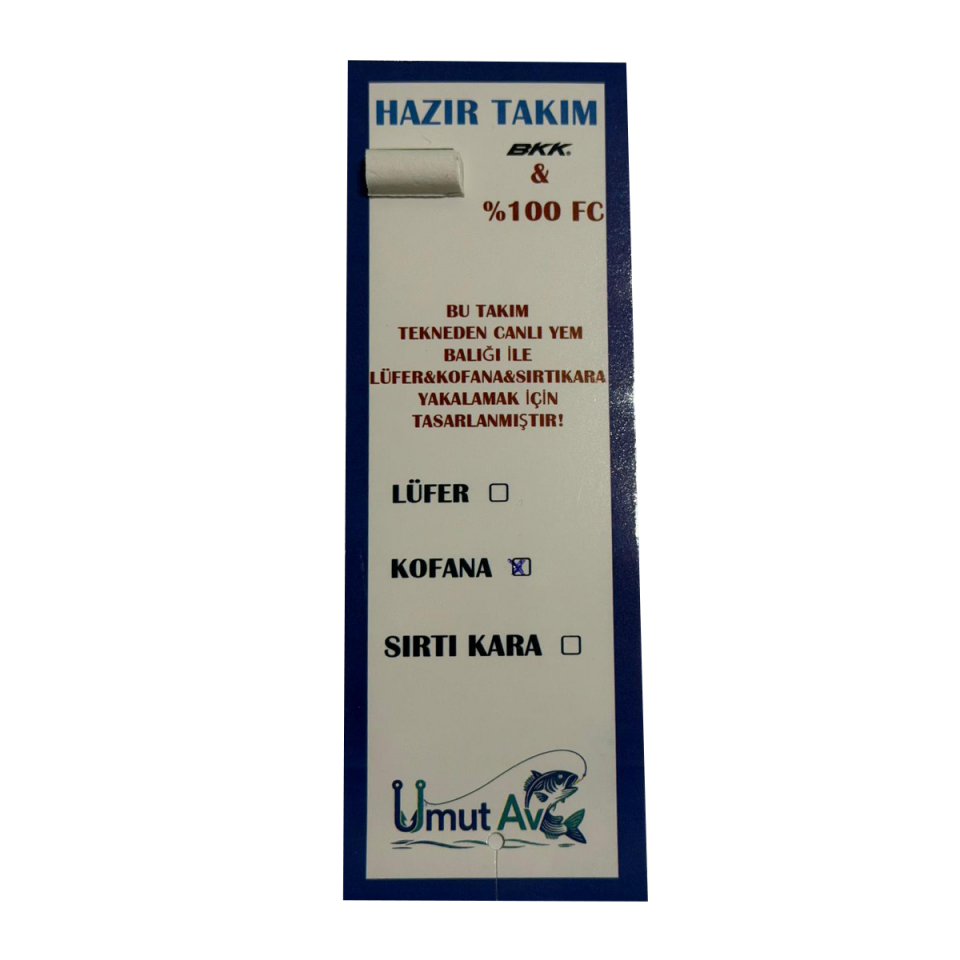 HAZIR TAKIM
BKK
&
%100 FC
BU TAKIM
TEKNEDEN CANLI YEM
BALIĞI İLE
LÜFER&KOFANA&SIRTIKARA
YAKALAMAK İÇİN
TASARLANMIŞTIR!
LÜFER
KOFANA
SIRTI KARA
Umut Av